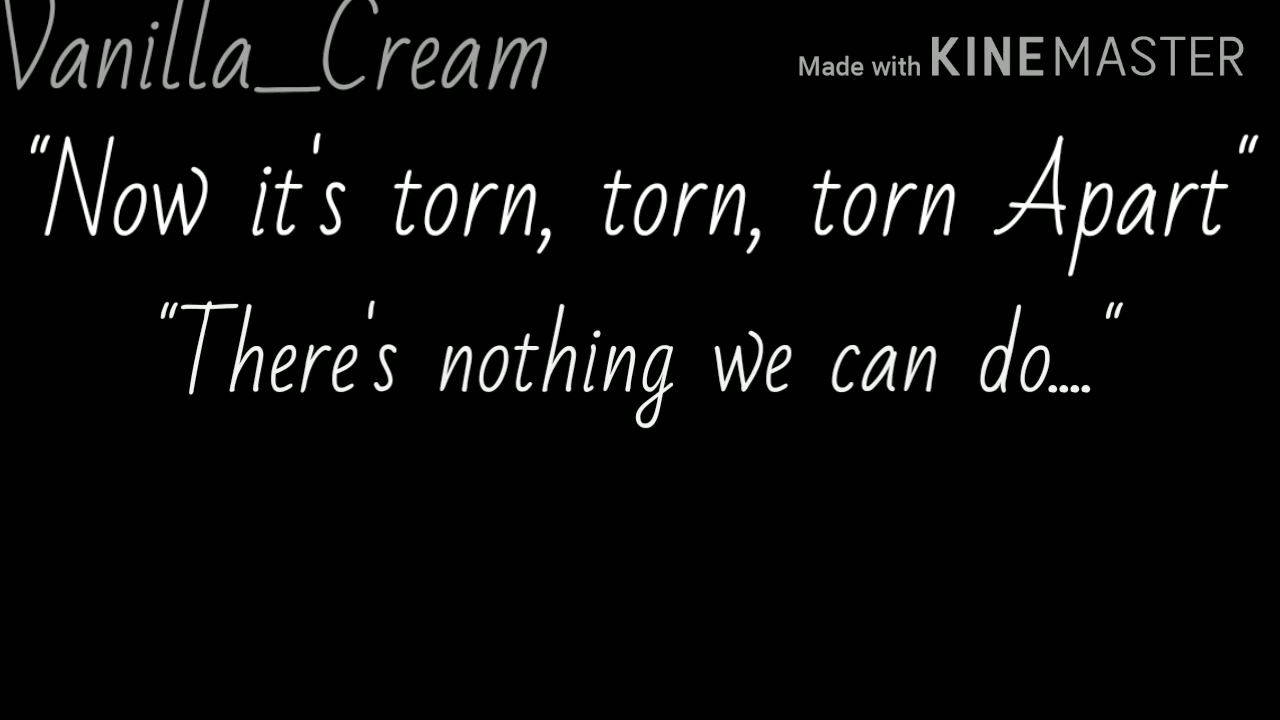 Vanilla_Cream
Made with KINEMASTER
"Now it's torn, torn, torn Apart"
"There's nothing we can do...."